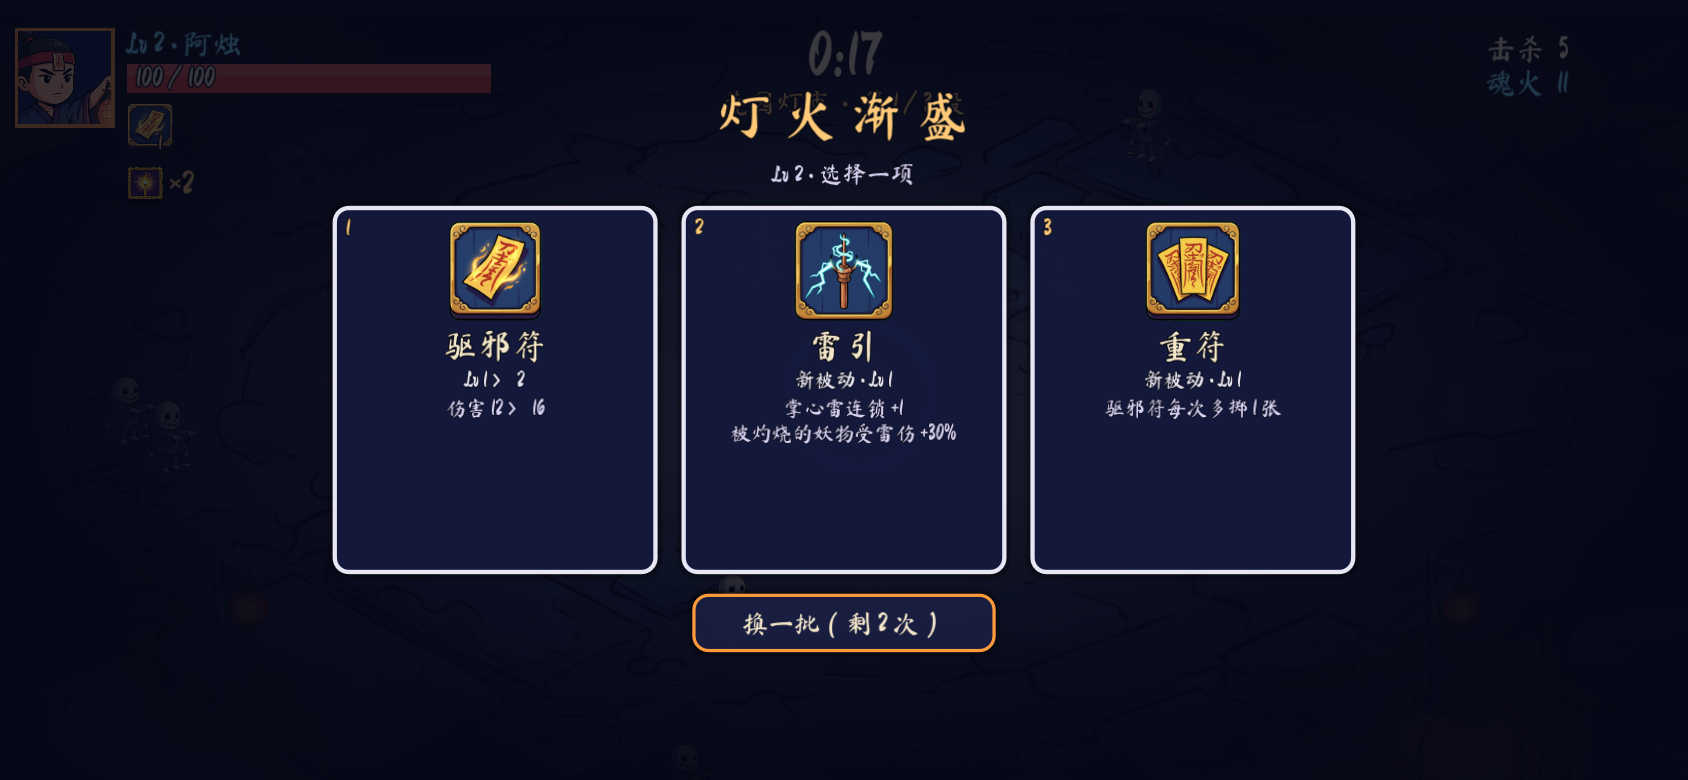 Lv 2·阿烛
100 / 100
×2
0:17
击杀 5
魂火 11
灯火渐盛
Lv 2·选择一项
1
驱邪符
Lv 1 > 2
伤害 12 > 16
2
雷引
新被动·Lv 1
掌心雷连锁 +1
被灼烧的妖物受雷伤 +30%
3
重符
新被动·Lv 1
驱邪符每次多掷 1 张
换一批 ( 剩 2 次 )